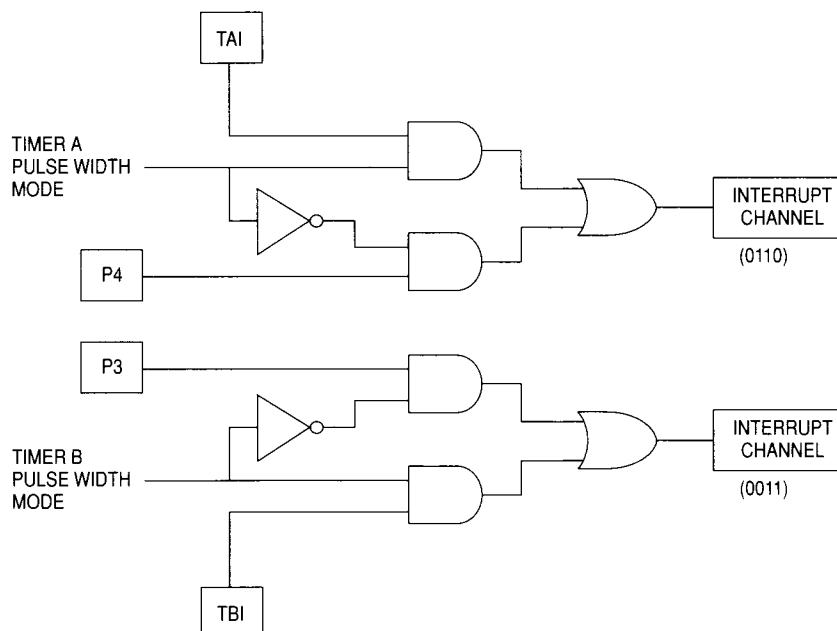 TAI
TIMER A
PULSE WIDTH
MODE
INTERRUPT
CHANNEL
(0110)
P4
P3
INTERRUPT
CHANNEL
(0011)
TIMER B
PULSE WIDTH
MODE
TBI